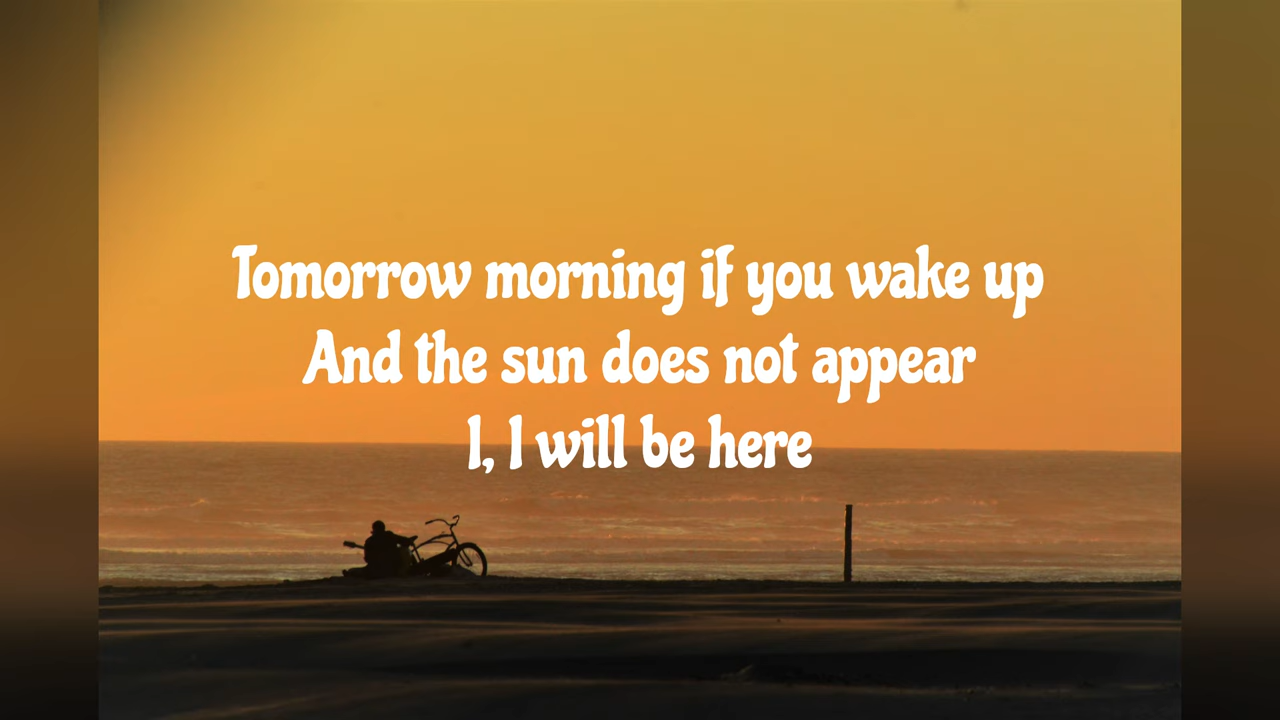 Tomorrow morning if you wake up
And the sun does not appear
I, I will be here